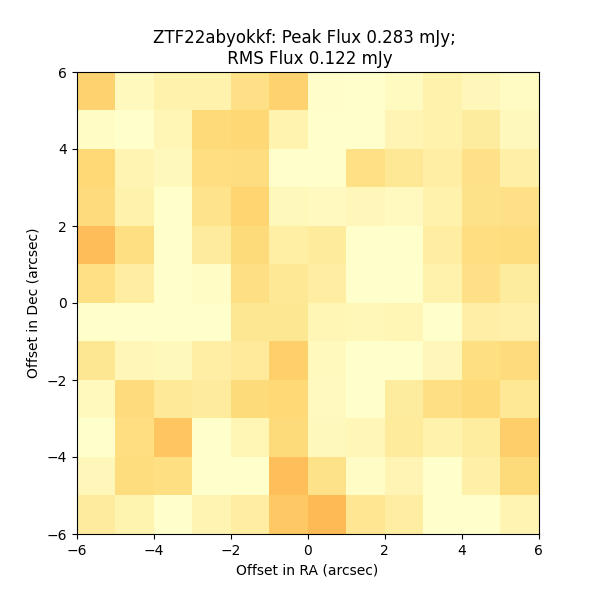 ZTF22abyokkf: Peak Flux 0.283 mJy;
RMS Flux 0.122 mJy
6
4
2
0
−2
−4
−6
Offset in Dec (arcsec)
−6 −4 −2 0 2 4 6
Offset in RA (arcsec)